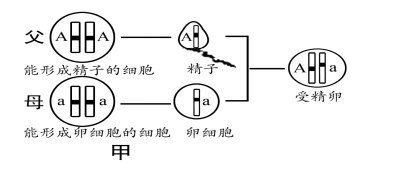 父 A A A
能形成精子的细胞 精子
A a
受精卵
母 a a a
能形成卵细胞的细胞 卵细胞
甲